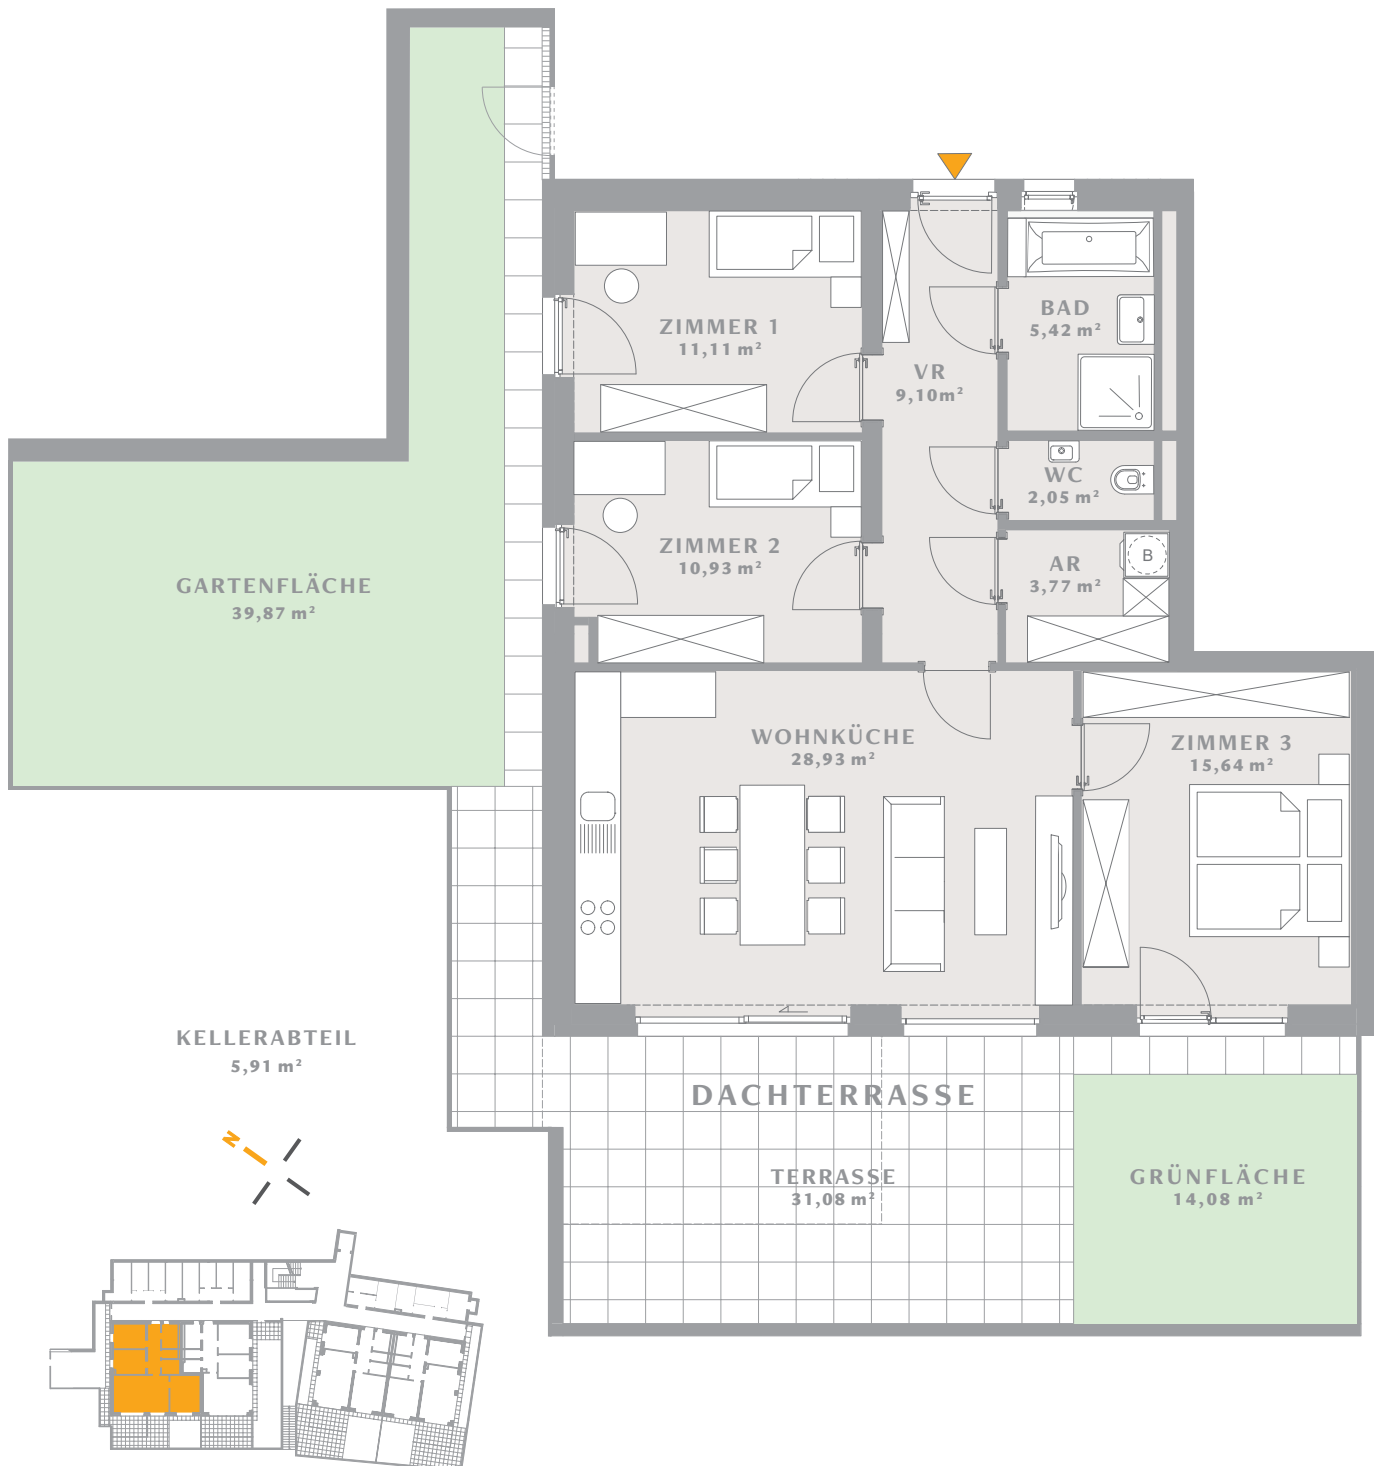 ZIMMER 1
11,11 m²
BAD
5,42 m²
VR
9,10m²
WC
2,05 m²
ZIMMER 2
10,93 m²
AR
3,77 m²
B
GARTENFLÄCHE
39,87 m²
WOHNKÜCHE
28,93 m²
ZIMMER 3
15,64 m²
KELLERABTEIL
5,91 m²
DACHTERRASSE
TERRASSE
31,08 m²
GRÜNFLÄCHE
14,08 m²
N